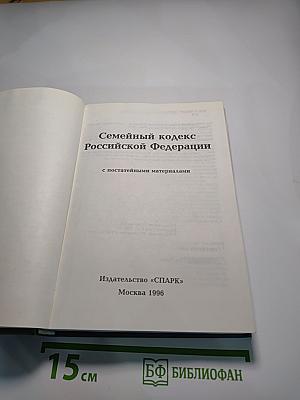 Семейный кодекс
Российской Федерации
с постатейными материалами
Издательство «СПАРК»
Москва 1996
15 см
БФ БИБЛИОФАН